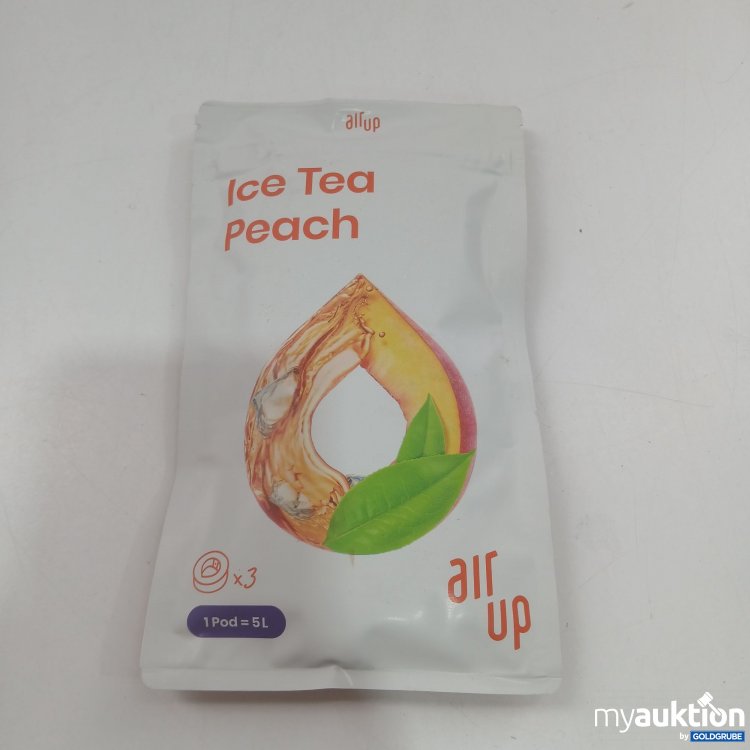 air up
Ice Tea
Peach
x3
1 Pod = 5L
air
up
myauktion
by GOLDGRUBE